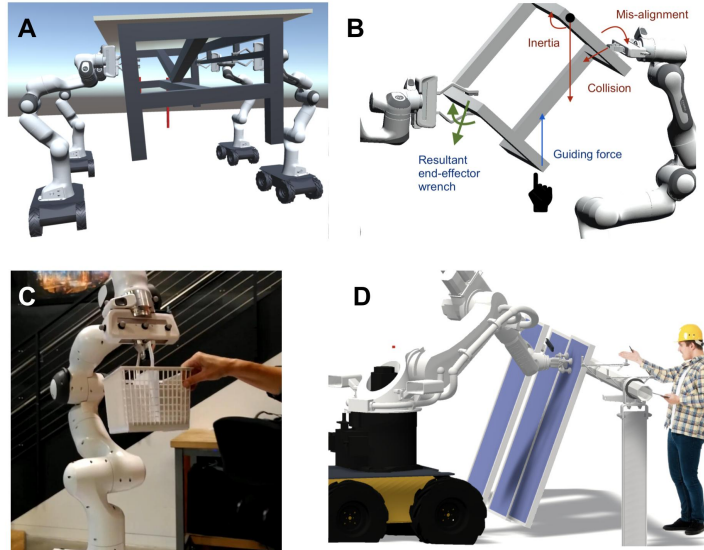 A
B
Mis-alignment
Inertia
Collision
Resultant
end-effector
wrench
Guiding force
C
D